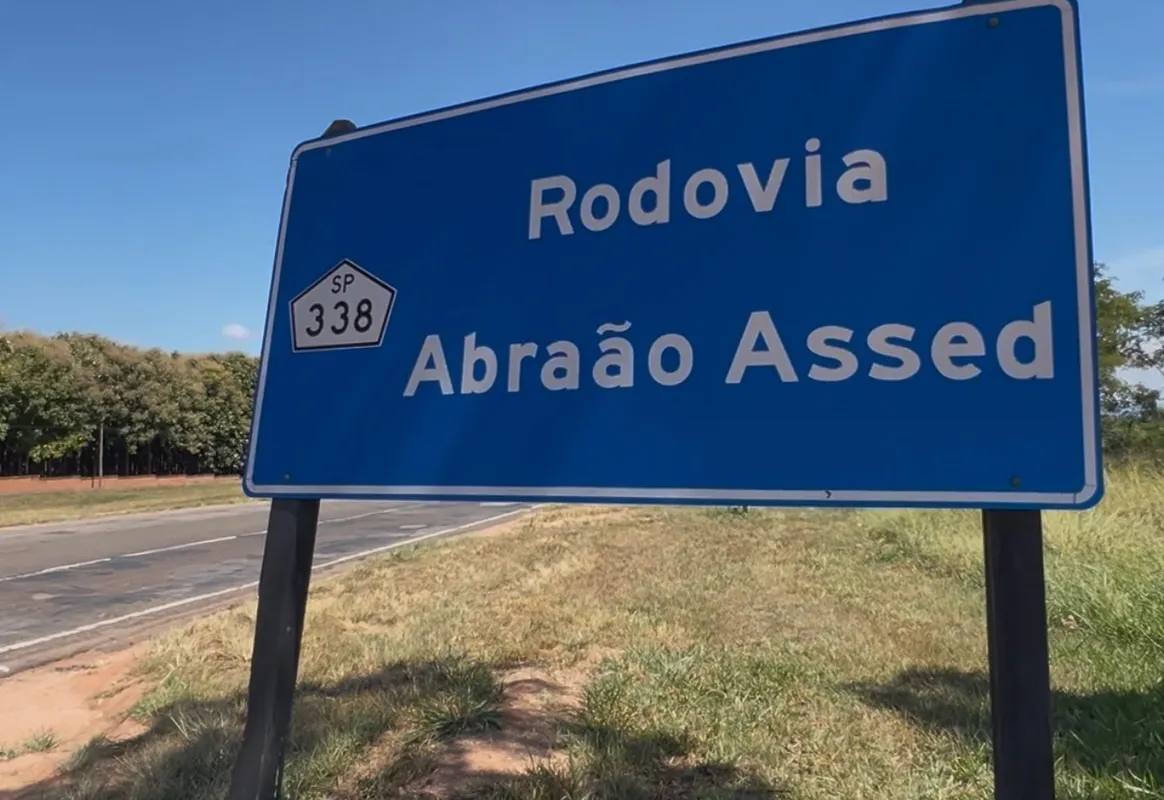 Rodovia
SP
338
Abraão Assed